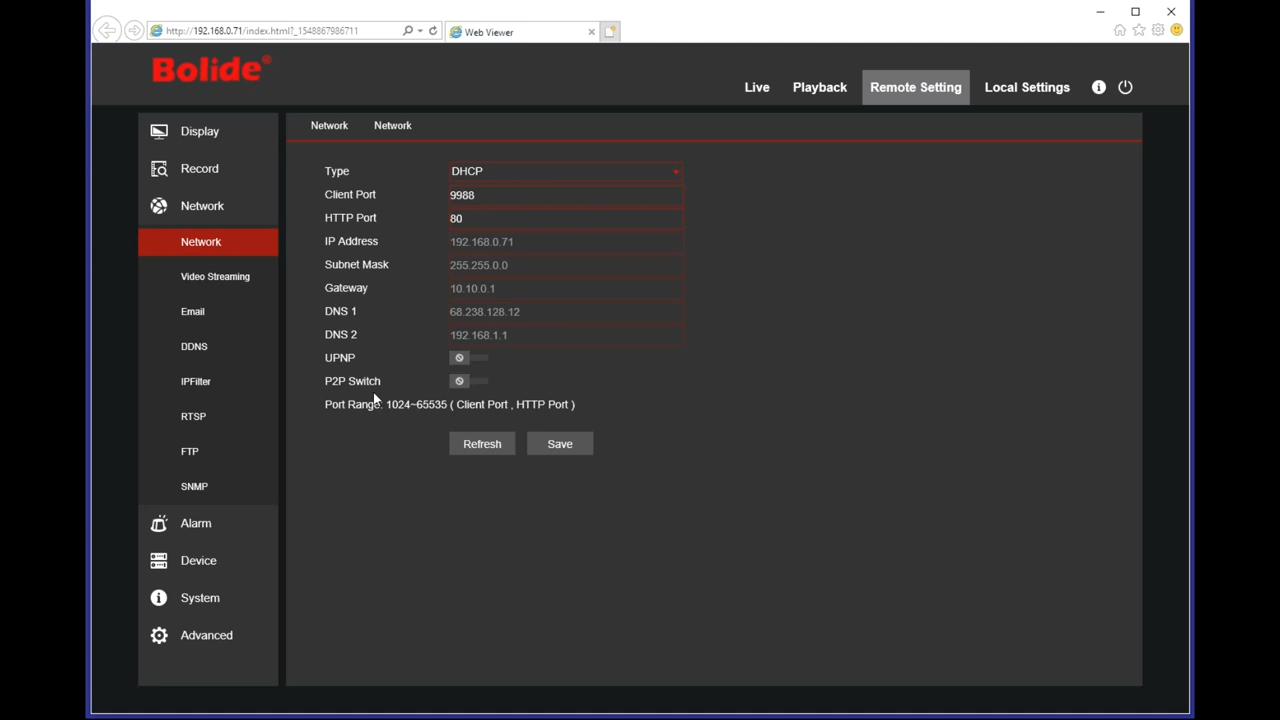 http://192.168.0.71/index.html?_1548867986711
Web Viewer
Bolide®
Live
Playback
Remote Setting
Local Settings
Display
Record
Network
Network
Video Streaming
Email
DDNS
IPFilter
RTSP
FTP
SNMP
Alarm
Device
System
Advanced
Network Network
Type DHCP
Client Port 9988
HTTP Port 80
IP Address 192.168.0.71
Subnet Mask 255.255.0.0
Gateway 10.10.0.1
DNS 1 68.238.128.12
DNS 2 192.168.1.1
UPNP
P2P Switch
Port Range: 1024~65535 ( Client Port , HTTP Port )
Refresh Save